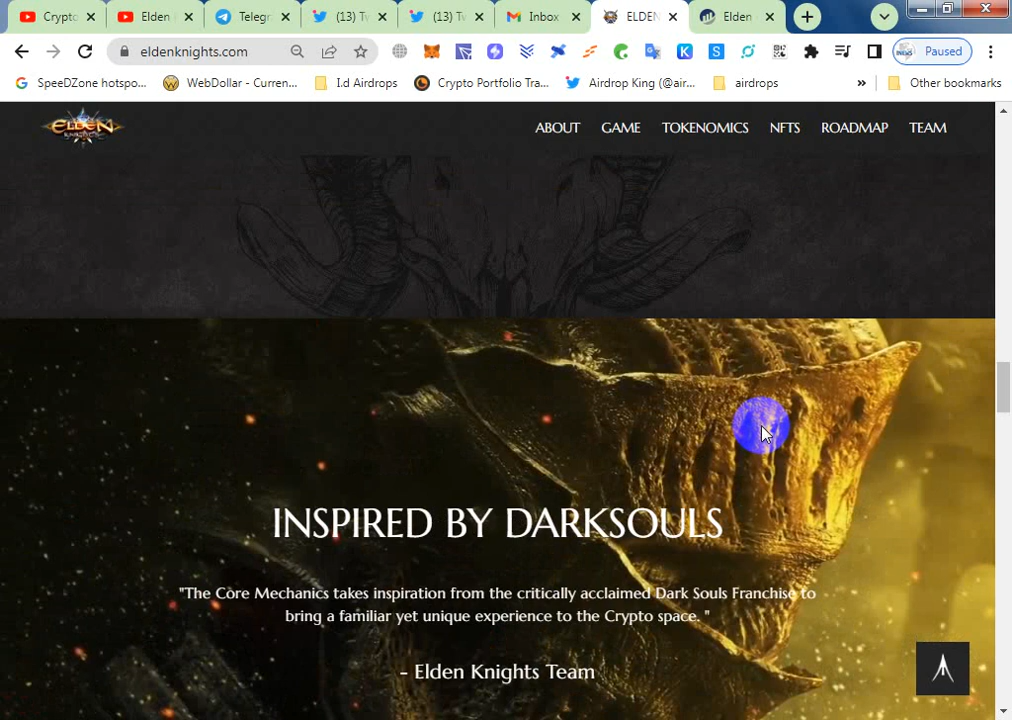 Crypto
Elden
Telegr
(13) Tw
(13) Tw
Inbox
ELDEN
Elden
eldenknights.com
Paused
SpeeDZone hotspo...
WebDollar - Curren...
I.d Airdrops
Crypto Portfolio Tra...
Airdrop King (@air...
airdrops
»
Other bookmarks
ELDEN
KNIGHTS
ABOUT
GAME
TOKENOMICS
NFTS
ROADMAP
TEAM
INSPIRED BY DARKSOULS
"The Core Mechanics takes inspiration from the critically acclaimed Dark Souls Franchise to
bring a familiar yet unique experience to the Crypto space. "
- Elden Knights Team